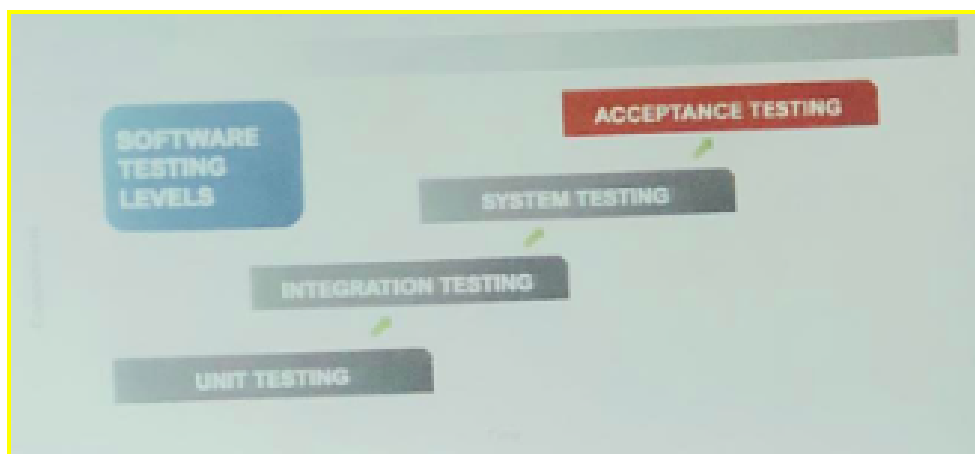 SOFTWARE
TESTING
LEVELS
ACCEPTANCE TESTING
SYSTEM TESTING
INTEGRATION TESTING
UNIT TESTING